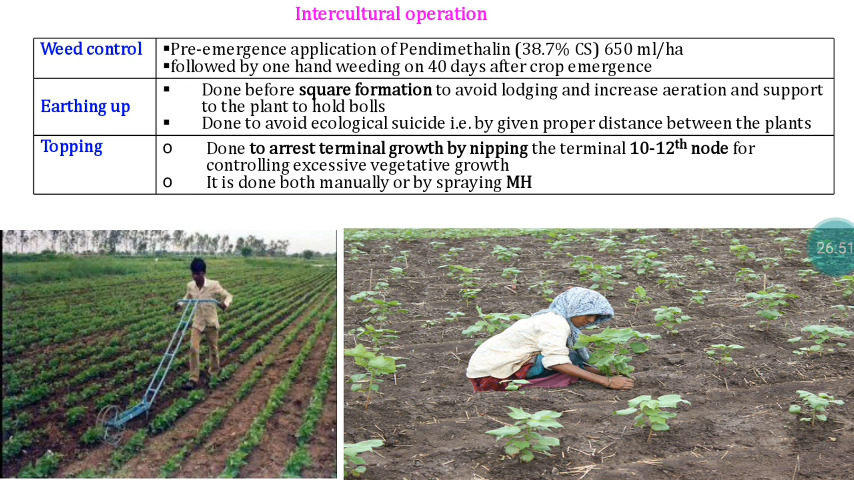 Intercultural operation
Weed control
▪Pre-emergence application of Pendimethalin (38.7% CS) 650 ml/ha
▪followed by one hand weeding on 40 days after crop emergence
Earthing up
▪ Done before square formation to avoid lodging and increase aeration and support
to the plant to hold bolls
▪ Done to avoid ecological suicide i.e. by given proper distance between the plants
Topping
o Done to arrest terminal growth by nipping the terminal 10-12th node for
controlling excessive vegetative growth
o It is done both manually or by spraying MH
26:51